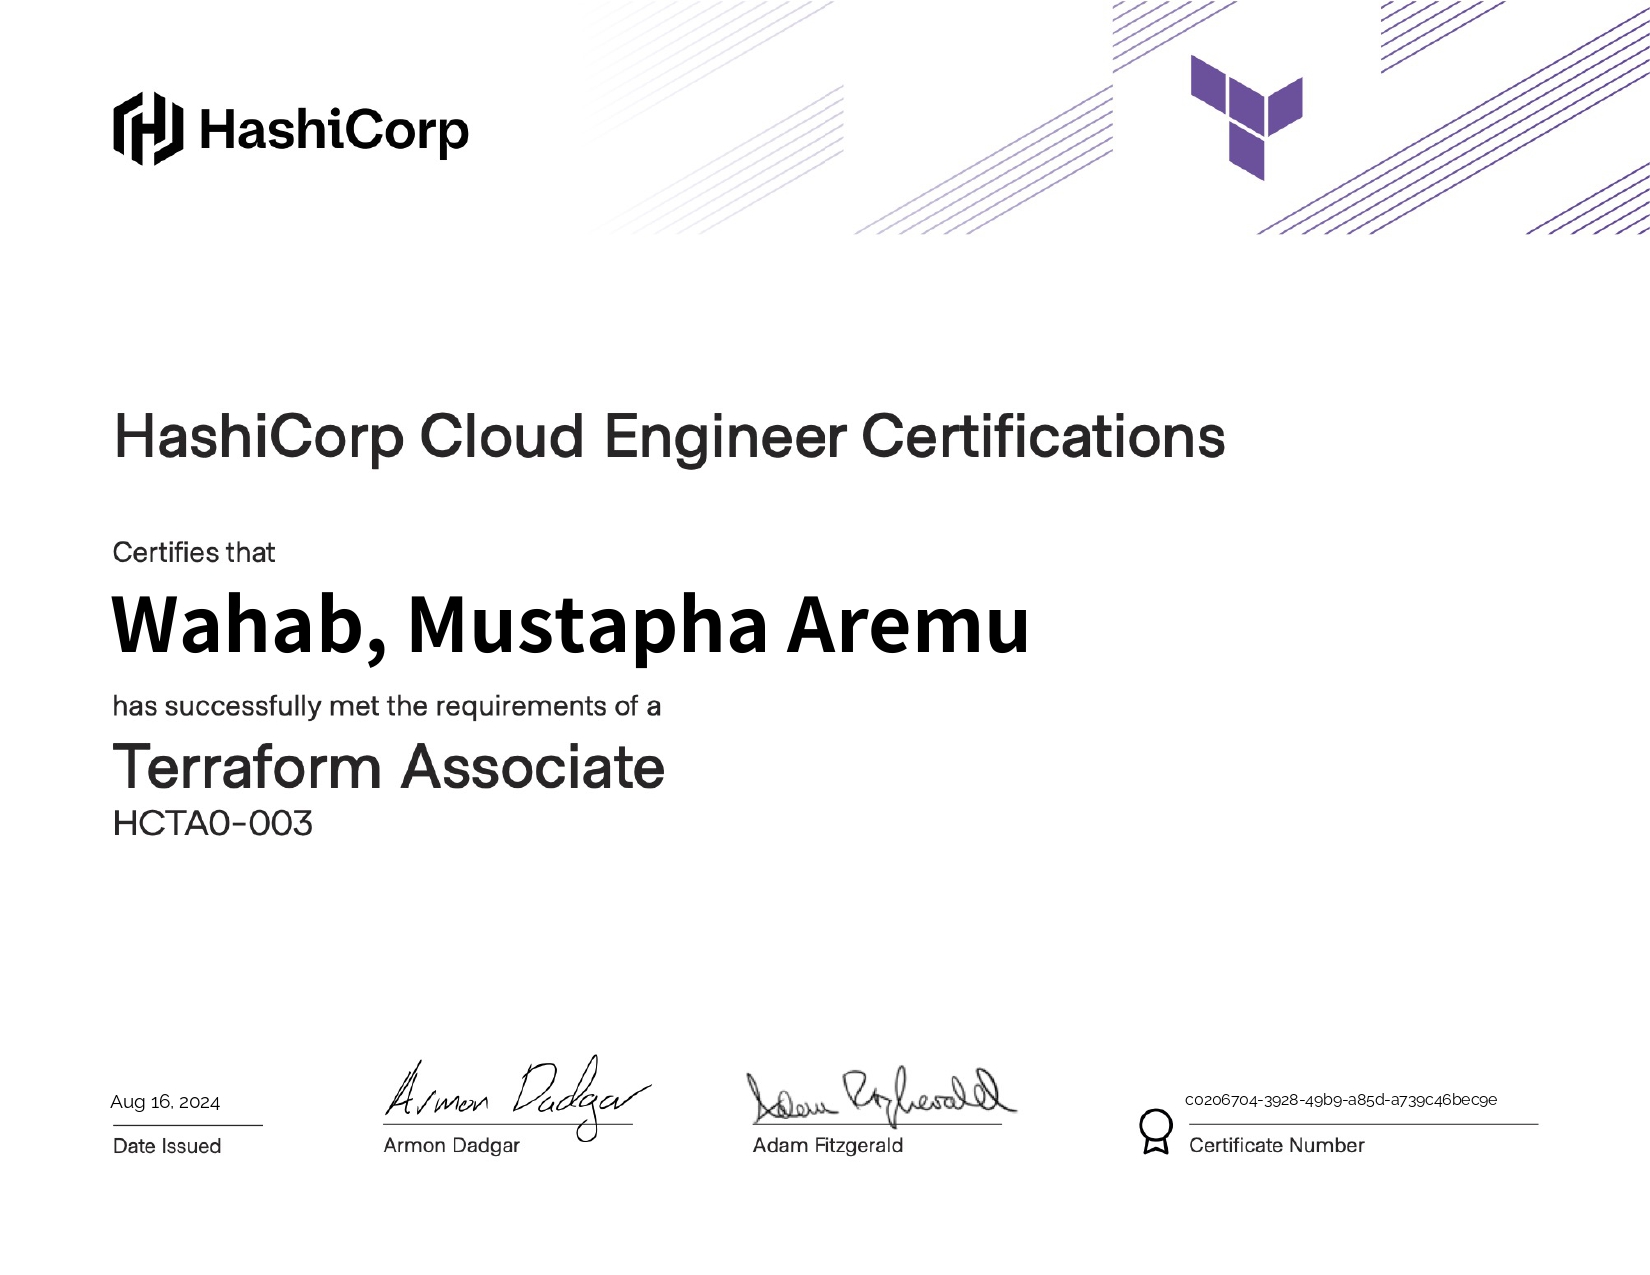 HashiCorp
HashiCorp Cloud Engineer Certifications
Certifies that
Wahab, Mustapha Aremu
has successfully met the requirements of a
Terraform Associate
HCTA0-003
Aug 16, 2024
Date Issued
Armon Dadgar
Armon Dadgar
Adam Fitzgerald
Adam Fitzgerald
c0206704-3928-49b9-a85d-a739c46bec9e
Certificate Number